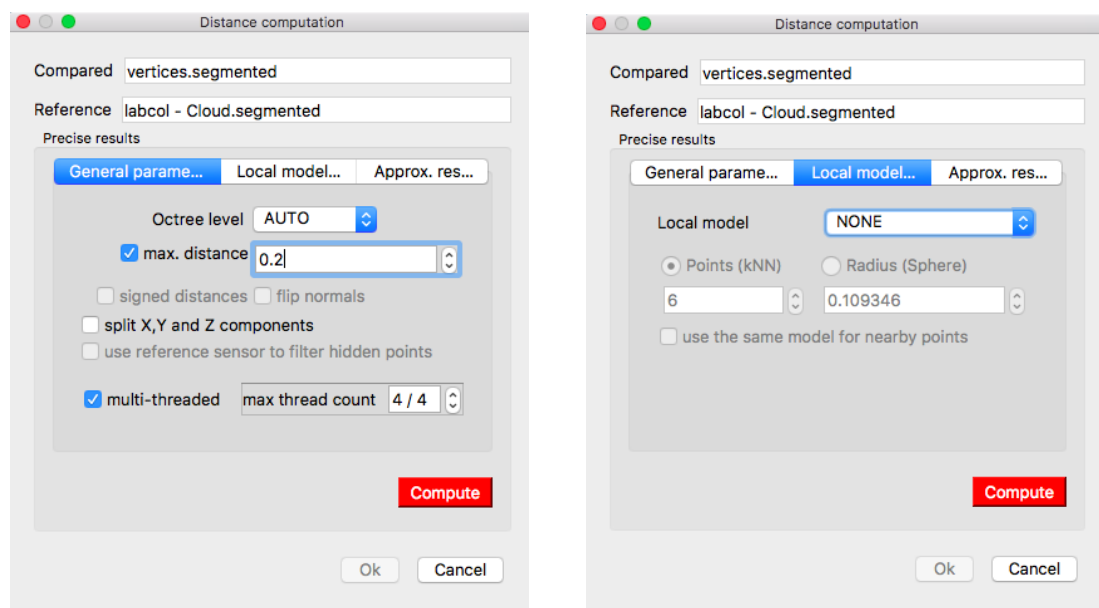 Distance computation
Compared vertices.segmented
Reference labcol - Cloud.segmented
Precise results
General parame... Local model... Approx. res...
Octree level AUTO
max. distance 0.2
signed distances flip normals
split X,Y and Z components
use reference sensor to filter hidden points
multi-threaded max thread count 4 / 4
Compute
Ok Cancel
Distance computation
Compared vertices.segmented
Reference labcol - Cloud.segmented
Precise results
General parame... Local model... Approx. res...
Local model NONE
Points (kNN) Radius (Sphere)
6 0.109346
use the same model for nearby points
Compute
Ok Cancel